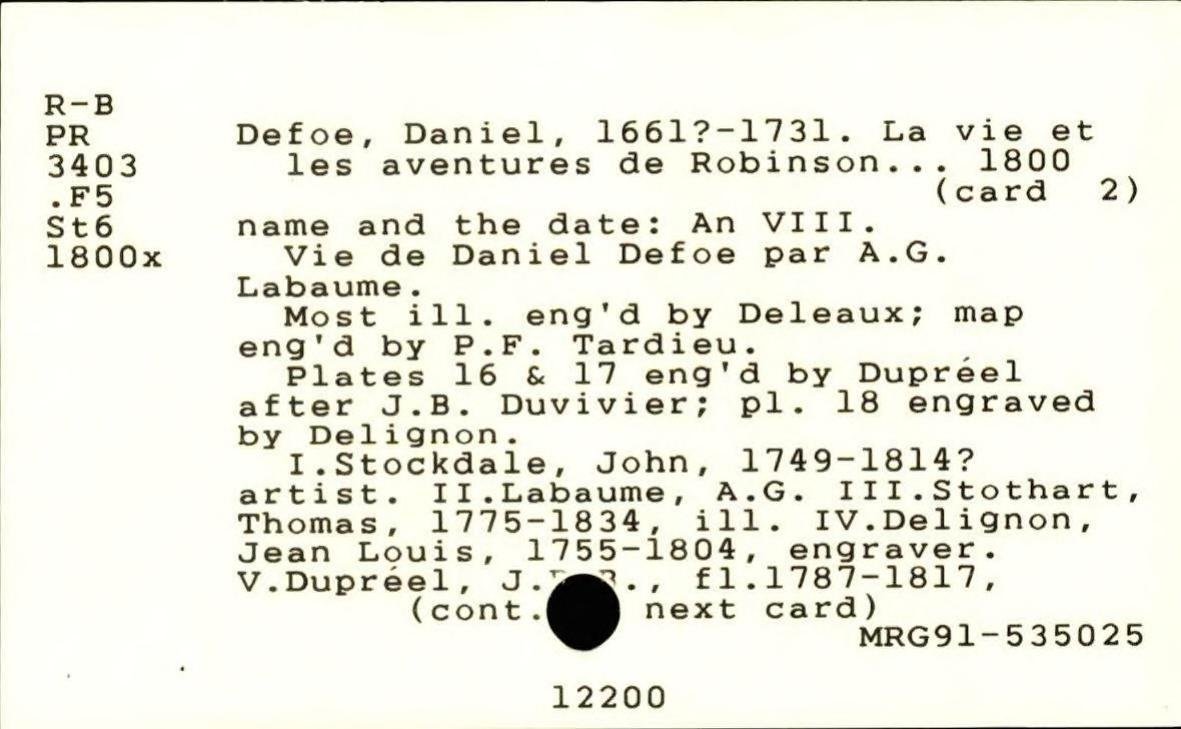 R-B
PR
3403
.F5
St6
1800x
Defoe, Daniel, 1661?-1731. La vie et
les aventures de Robinson... 1800
(card 2)
name and the date: An VIII.
Vie de Daniel Defoe par A.G.
Labaume.
Most ill. eng'd by Deleaux; map
eng'd by P.F. Tardieu.
Plates 16 & 17 eng'd by Dupréel
after J.B. Duvivier; pl. 18 engraved
by Delignon.
I.Stockdale, John, 1749-1814?
artist. II.Labaume, A.G. III.Stothart,
Thomas, 1775-1834, ill. IV.Delignon,
Jean Louis, 1755-1804, engraver.
V.Dupréel, fl.1787-1817,
(cont. next card)
MRG91-535025
12200